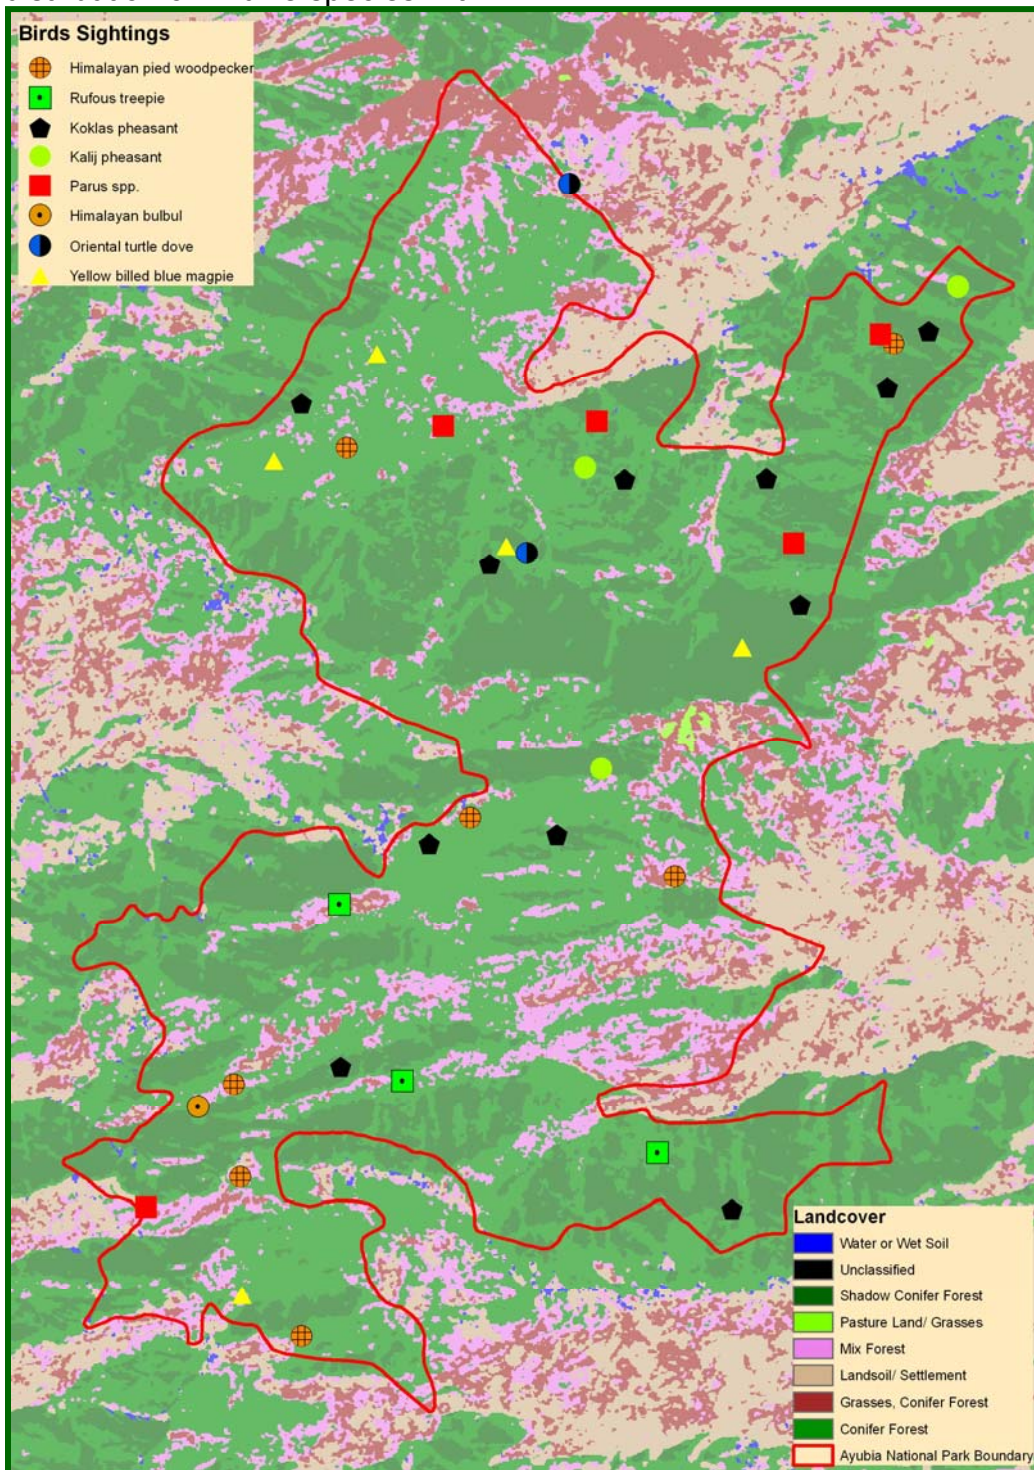 Birds Sightings
Himalayan pied woodpecker
Rufous treepie
Koklas pheasant
Kalij pheasant
Parus spp.
Himalayan bulbul
Oriental turtle dove
Yellow billed blue magpie
Landcover
Water or Wet Soil
Unclassified
Shadow Conifer Forest
Pasture Land/ Grasses
Mix Forest
Landsoil/ Settlement
Grasses, Conifer Forest
Conifer Forest
Ayubia National Park Boundary